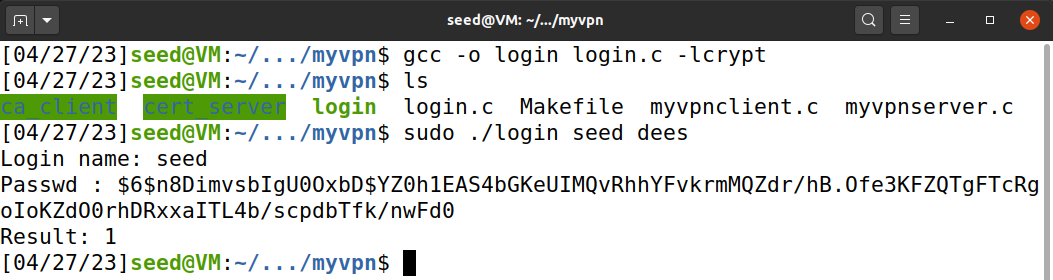 seed@VM: ~/.../myvpn
[04/27/23]seed@VM:~/.../myvpn$ gcc -o login login.c -lcrypt
[04/27/23]seed@VM:~/.../myvpn$ ls
ca_client  cert_server  login  login.c  Makefile  myvpnclient.c  myvpnserver.c
[04/27/23]seed@VM:~/.../myvpn$ sudo ./login seed dees
Login name: seed
Passwd : $6$n8DimvsbIgU0OxbD$YZ0h1EAS4bGKeUIMQvRhhYFvkrmMQZdr/hB.Ofe3KFZQTgFTcRg
oIoKZdO0rhDRxxaITL4b/scpdbTfk/nwFd0
Result: 1
[04/27/23]seed@VM:~/.../myvpn$